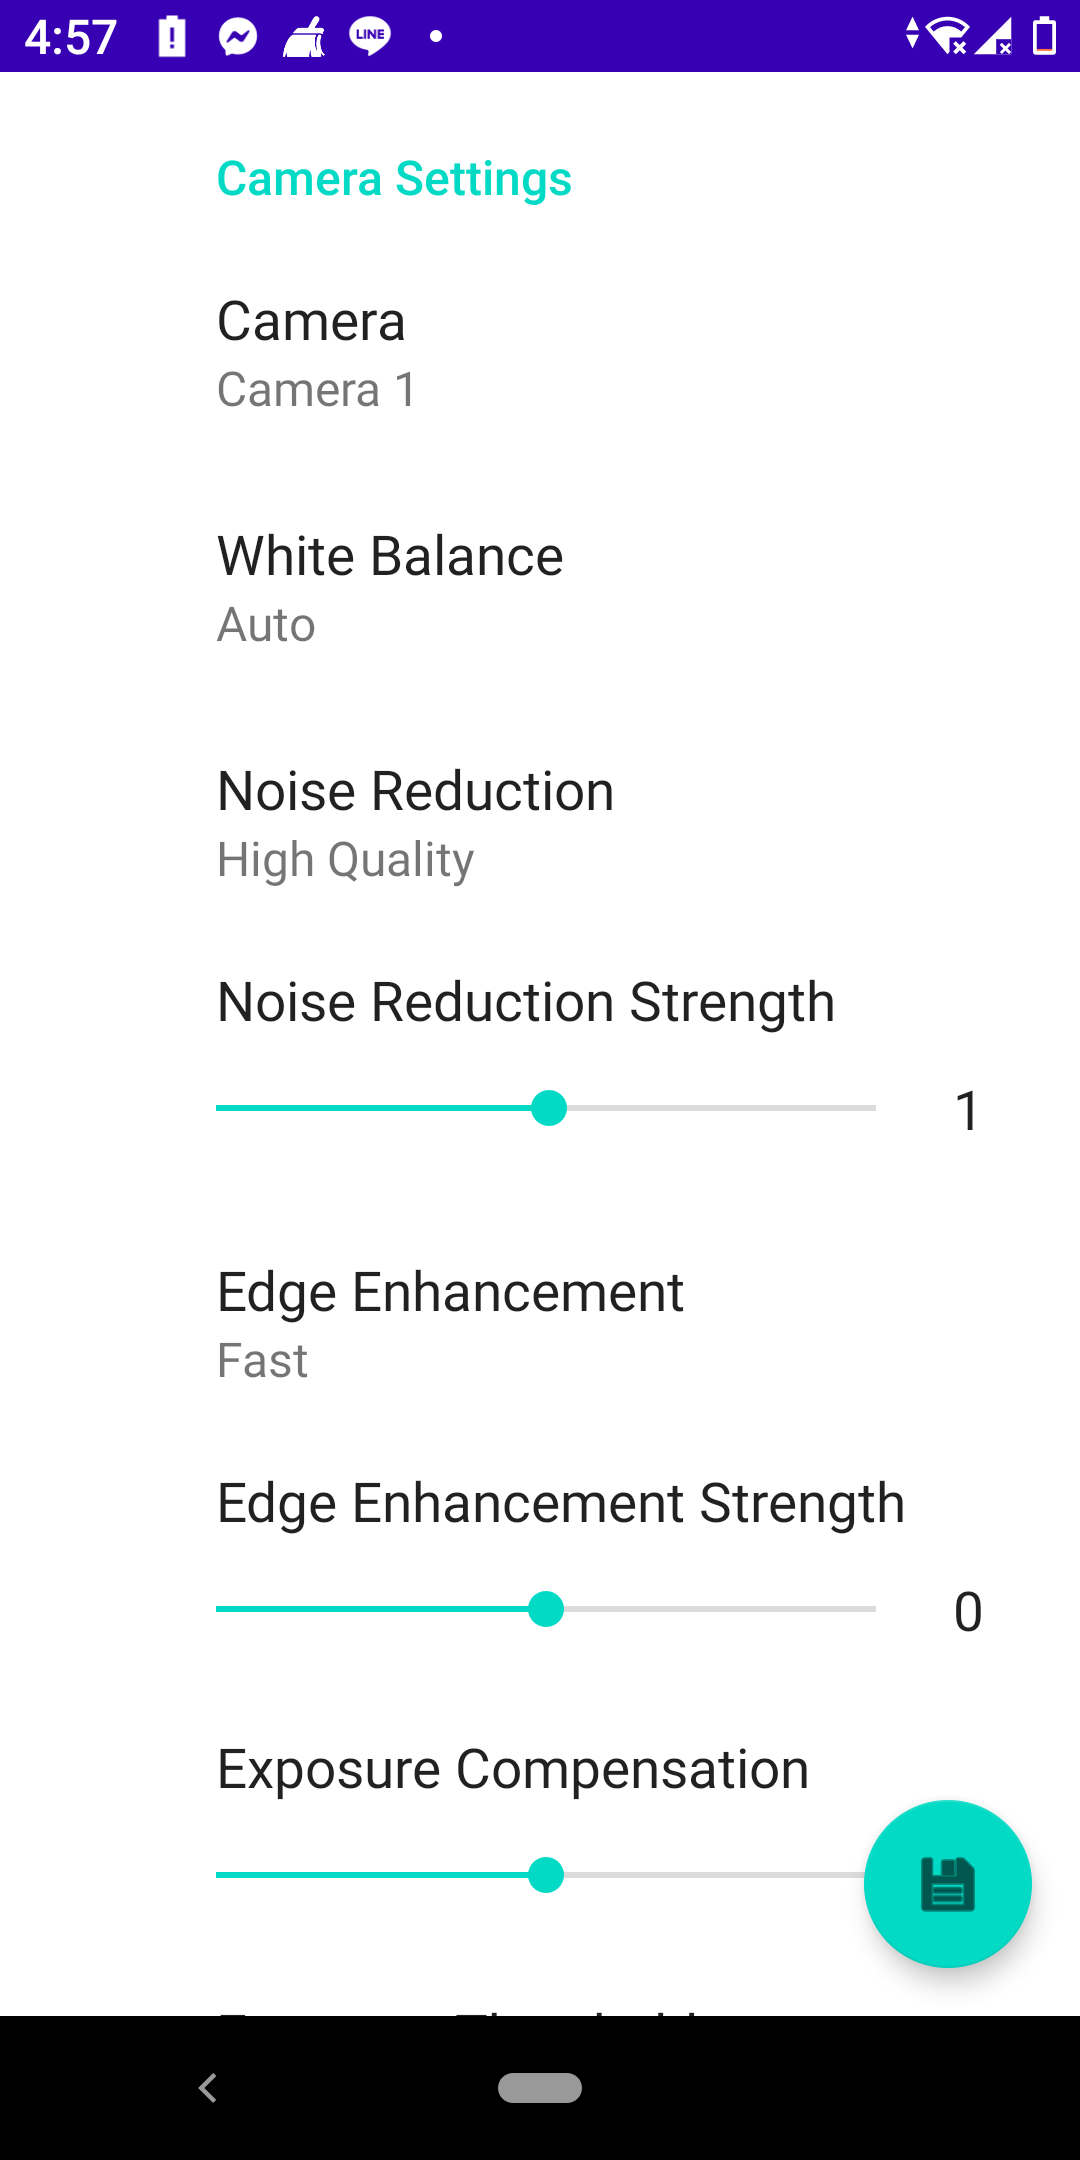 4:57
LINE
Camera Settings
Camera
Camera 1
White Balance
Auto
Noise Reduction
High Quality
Noise Reduction Strength
1
Edge Enhancement
Fast
Edge Enhancement Strength
0
Exposure Compensation